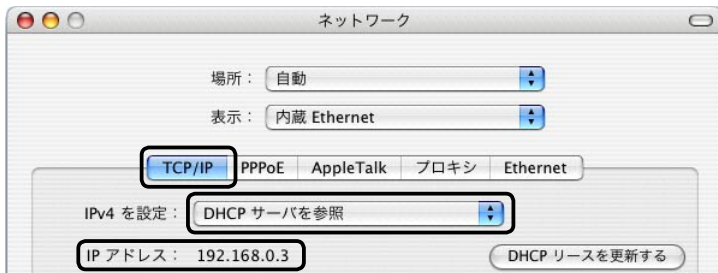 ネットワーク
場所： 自動
表示： 内蔵 Ethernet
TCP/IP PPPoE AppleTalk プロキシ Ethernet
IPv4 を設定： DHCP サーバを参照
IP アドレス： 192.168.0.3 DHCP リースを更新する